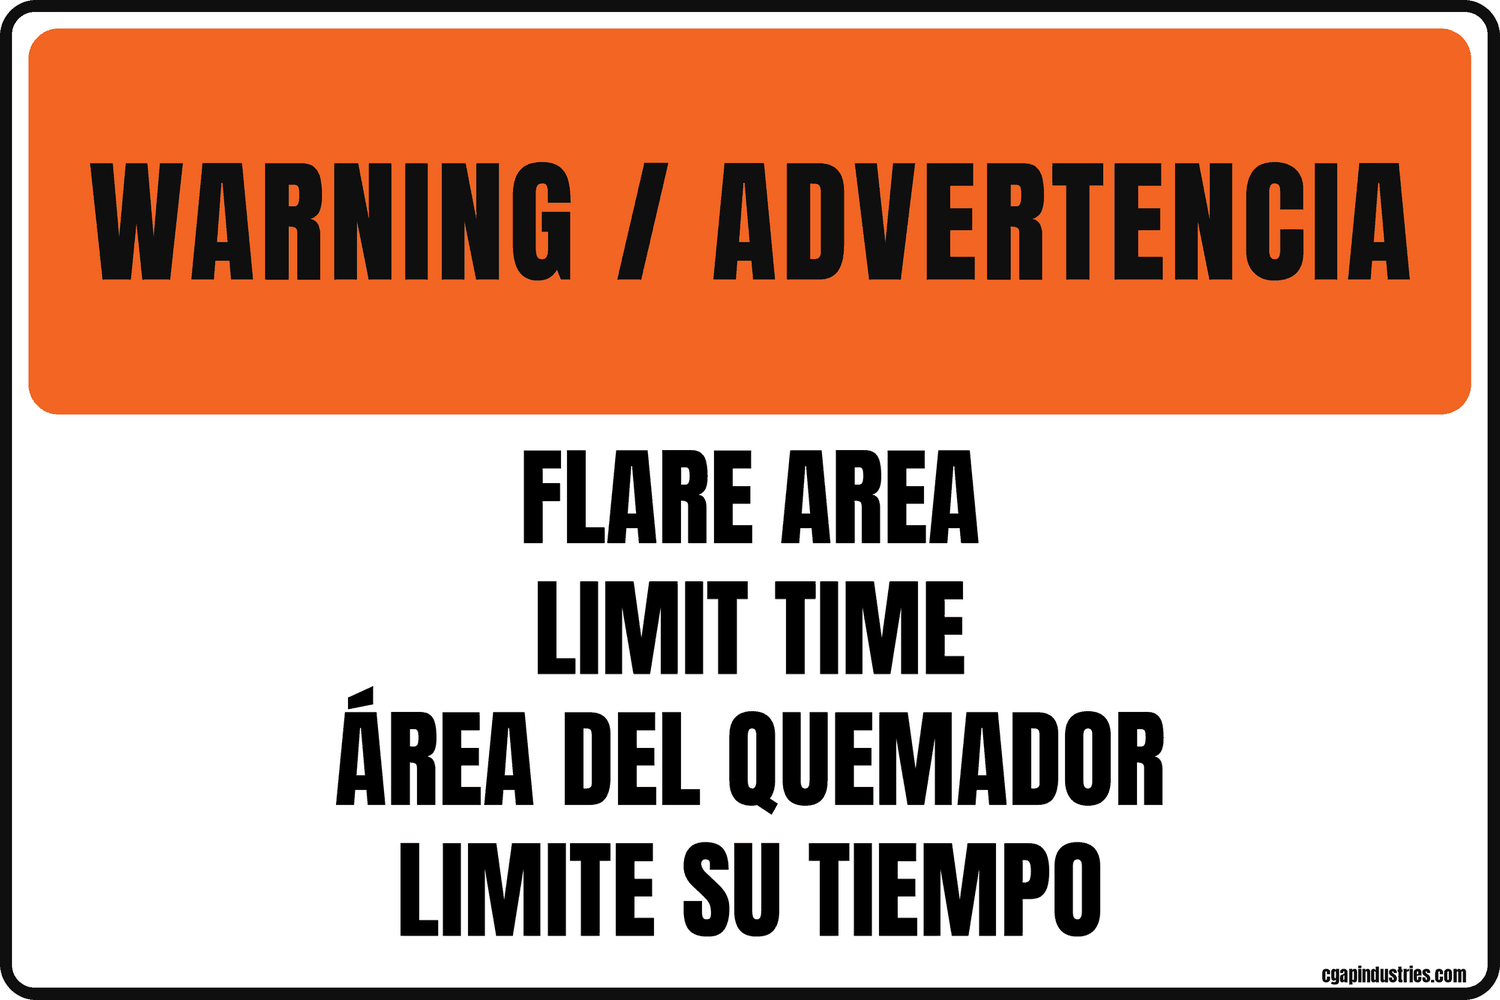 WARNING / ADVERTENCIA
FLARE AREA
LIMIT TIME
ÁREA DEL QUEMADOR
LIMITE SU TIEMPO
cgapindustries.com